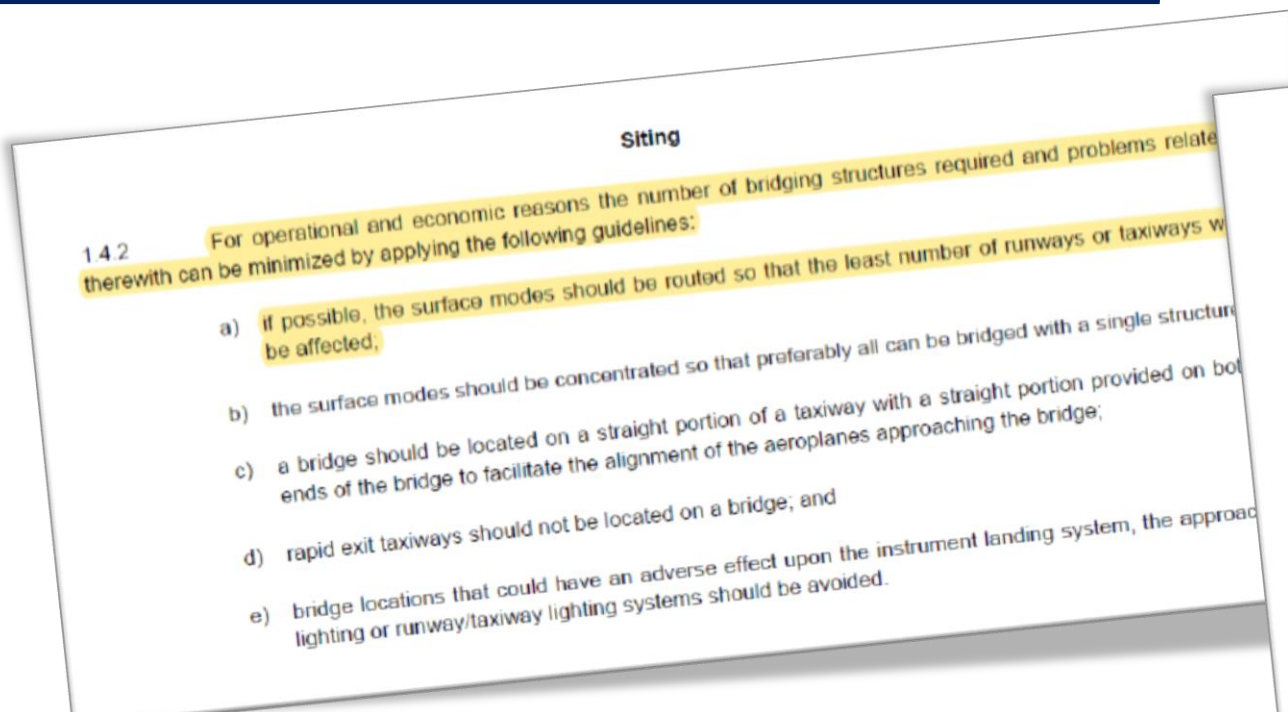 Siting
1.4.2 For operational and economic reasons the number of bridging structures required and problems relate
therewith can be minimized by applying the following guidelines:
a) if possible, the surface modes should be routed so that the least number of runways or taxiways w
be affected;
b) the surface modes should be concentrated so that preferably all can be bridged with a single structure
c) a bridge should be located on a straight portion of a taxiway with a straight portion provided on bot
ends of the bridge to facilitate the alignment of the aeroplanes approaching the bridge;
d) rapid exit taxiways should not be located on a bridge; and
e) bridge locations that could have an adverse effect upon the instrument landing system, the approac
lighting or runway/taxiway lighting systems should be avoided.